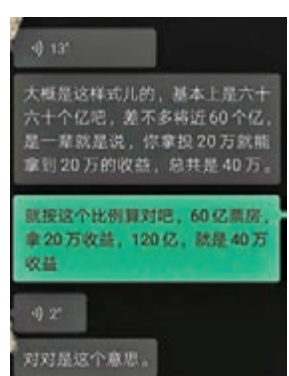 13"
大概是这样式儿的，基本上是六十
六十个亿吧，差不多将近60个亿，
是一辈就是说，你拿投20万就能
拿到20万的收益，总共是40万。
就按这个比例算对吧，60亿票房，
拿20万收益，120亿，就是40万
收益
2"
对对是这个意思。